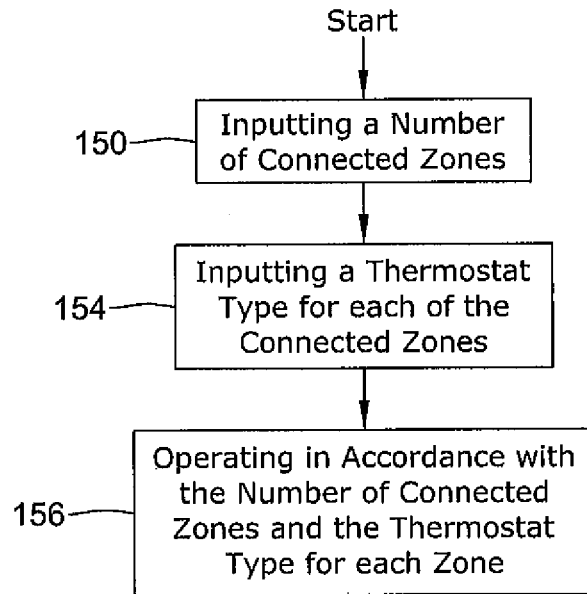 Start
150
Inputting a Number
of Connected Zones
154
Inputting a Thermostat
Type for each of the
Connected Zones
156
Operating in Accordance with
the Number of Connected
Zones and the Thermostat
Type for each Zone